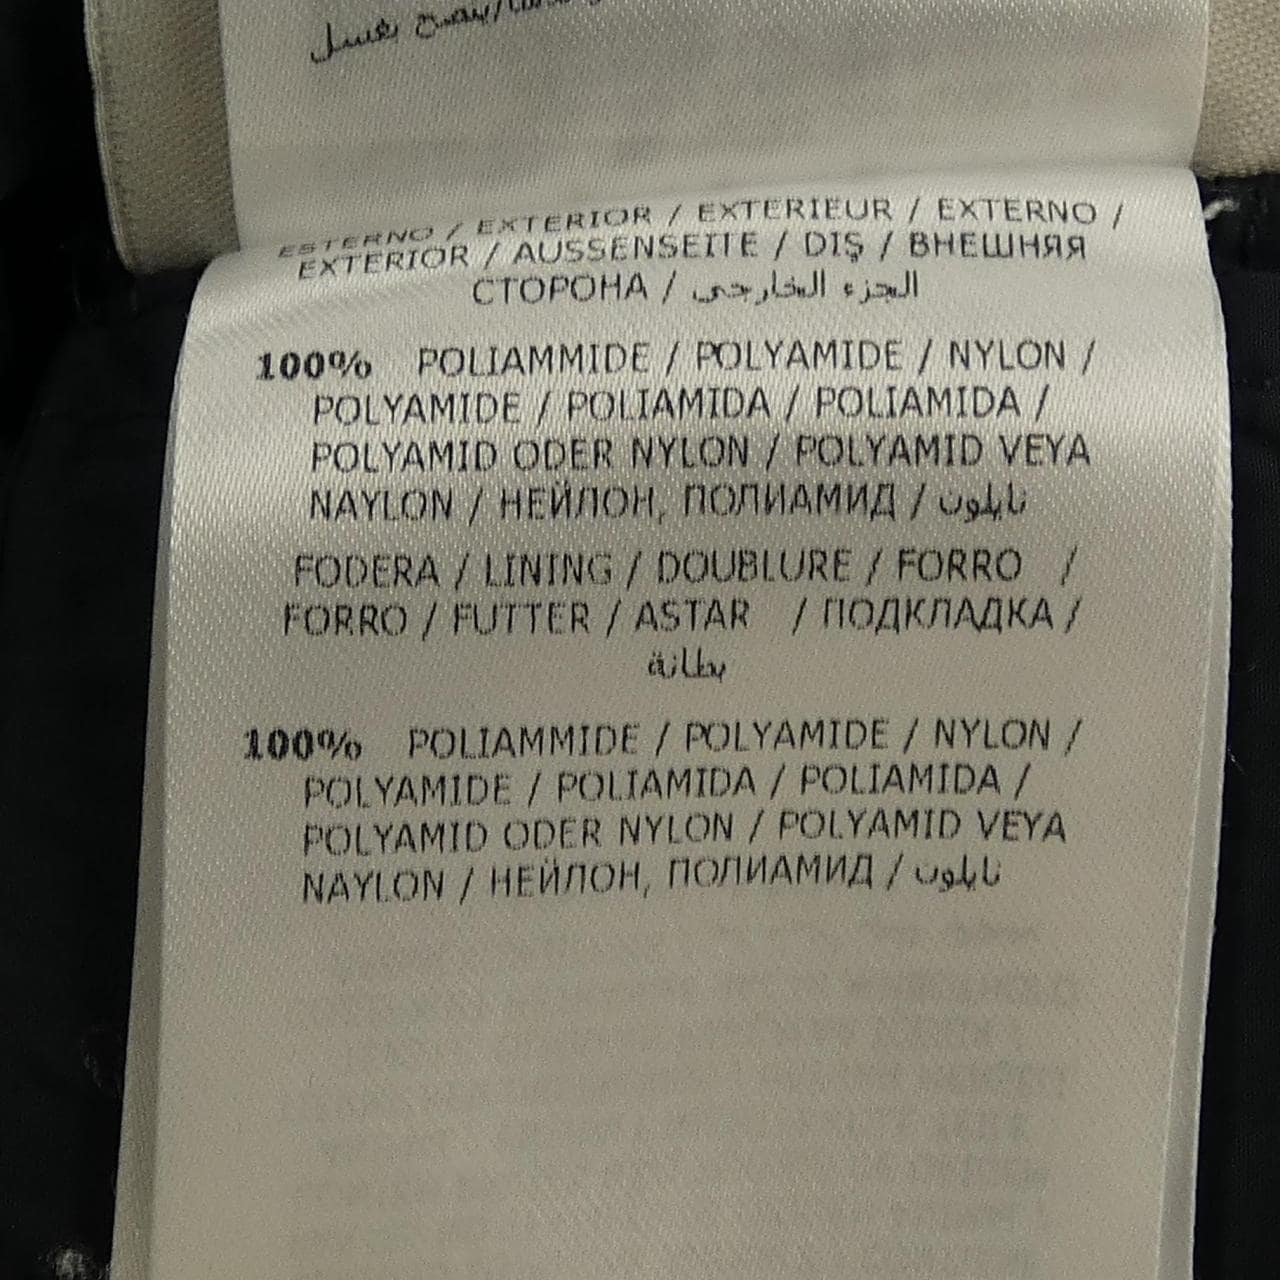 يصح بغسل
ESTERNO / EXTERIOR / EXTERIEUR / EXTERNO /
EXTERIOR / AUSSENSEITE / DIŞ / ВНЕШНЯЯ
СТОРОНА / الجزء الخارجي
100% POLIAMMIDE / POLYAMIDE / NYLON /
POLYAMIDE / POLIAMIDA / POLIAMIDA /
POLYAMID ODER NYLON / POLYAMID VEYA
NAYLON / НЕЙЛОН, ПОЛИАМИД / نايلون
FODERA / LINING / DOUBLURE / FORRO /
FORRO / FUTTER / ASTAR / ПОДКЛАДКА /
بطانة
100% POLIAMMIDE / POLYAMIDE / NYLON /
POLYAMIDE / POLIAMIDA / POLIAMIDA /
POLYAMID ODER NYLON / POLYAMID VEYA
NAYLON / НЕЙЛОН, ПОЛИАМИД / نايلون